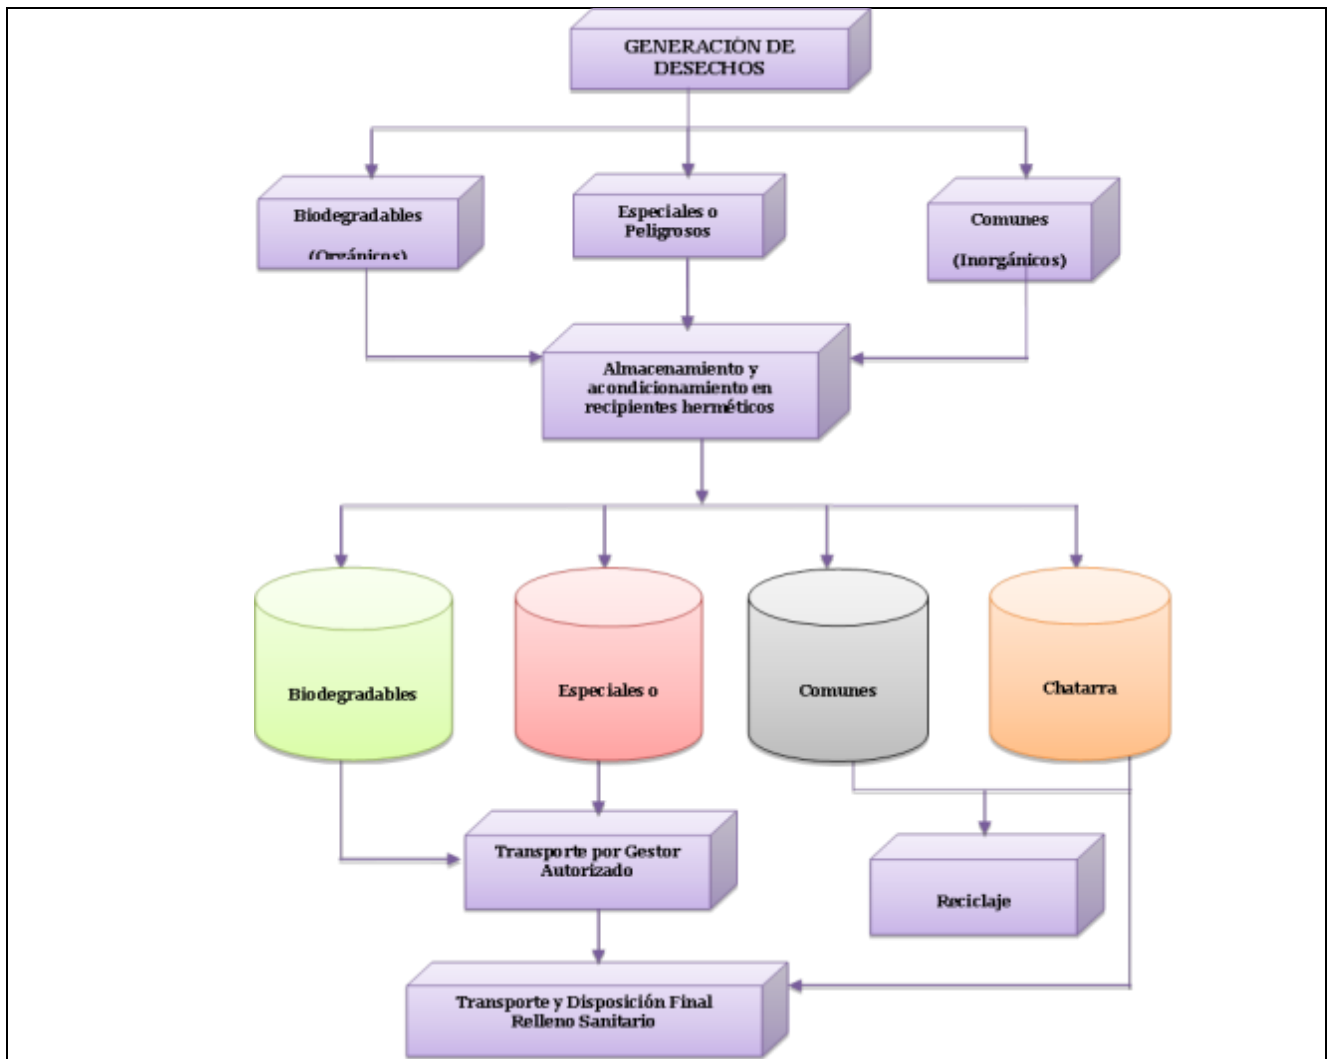 GENERACIÓN DE
DESECHOS
Biodegradables
(Orgánicos)
Especiales o
Peligrosos
Comunes
(Inorgánicos)
Almacenamiento y
acondicionamiento en
recipientes herméticos
Biodegradables
Especiales o
Comunes
Chatarra
Transporte por Gestor
Autorizado
Reciclaje
Transporte y Disposición Final
Relleno Sanitario